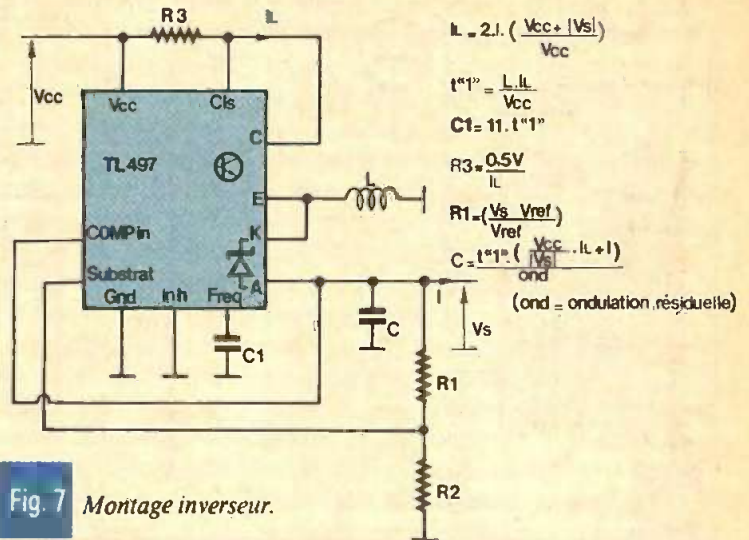 R3
IL
Vcc
Vcc
Cls
C
TL497
E
L
COMPin
K
Substrat
A
Gnd
inh
Freq
C1
C
I
Vs
R1
R2
IL = 2.I. ( Vcc + |Vs| / Vcc )
t"1" = L.IL / Vcc
C1 = 11. t"1"
R3 = 0.5V / IL
R1 = ( Vs Vref / Vref )
C = t"1". ( Vcc / |Vs| . IL + I ) / ond
(ond = ondulation résiduelle)
Fig. 7 Montage inverseur.